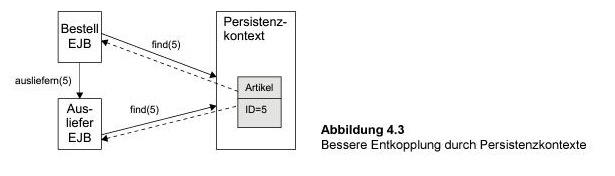 Bestell
EJB
find(5)
Persistenz-
kontext
ausliefern(5)
Artikel
ID=5
Aus-
liefer
EJB
find(5)
Abbildung 4.3
Bessere Entkopplung durch Persistenzkontexte